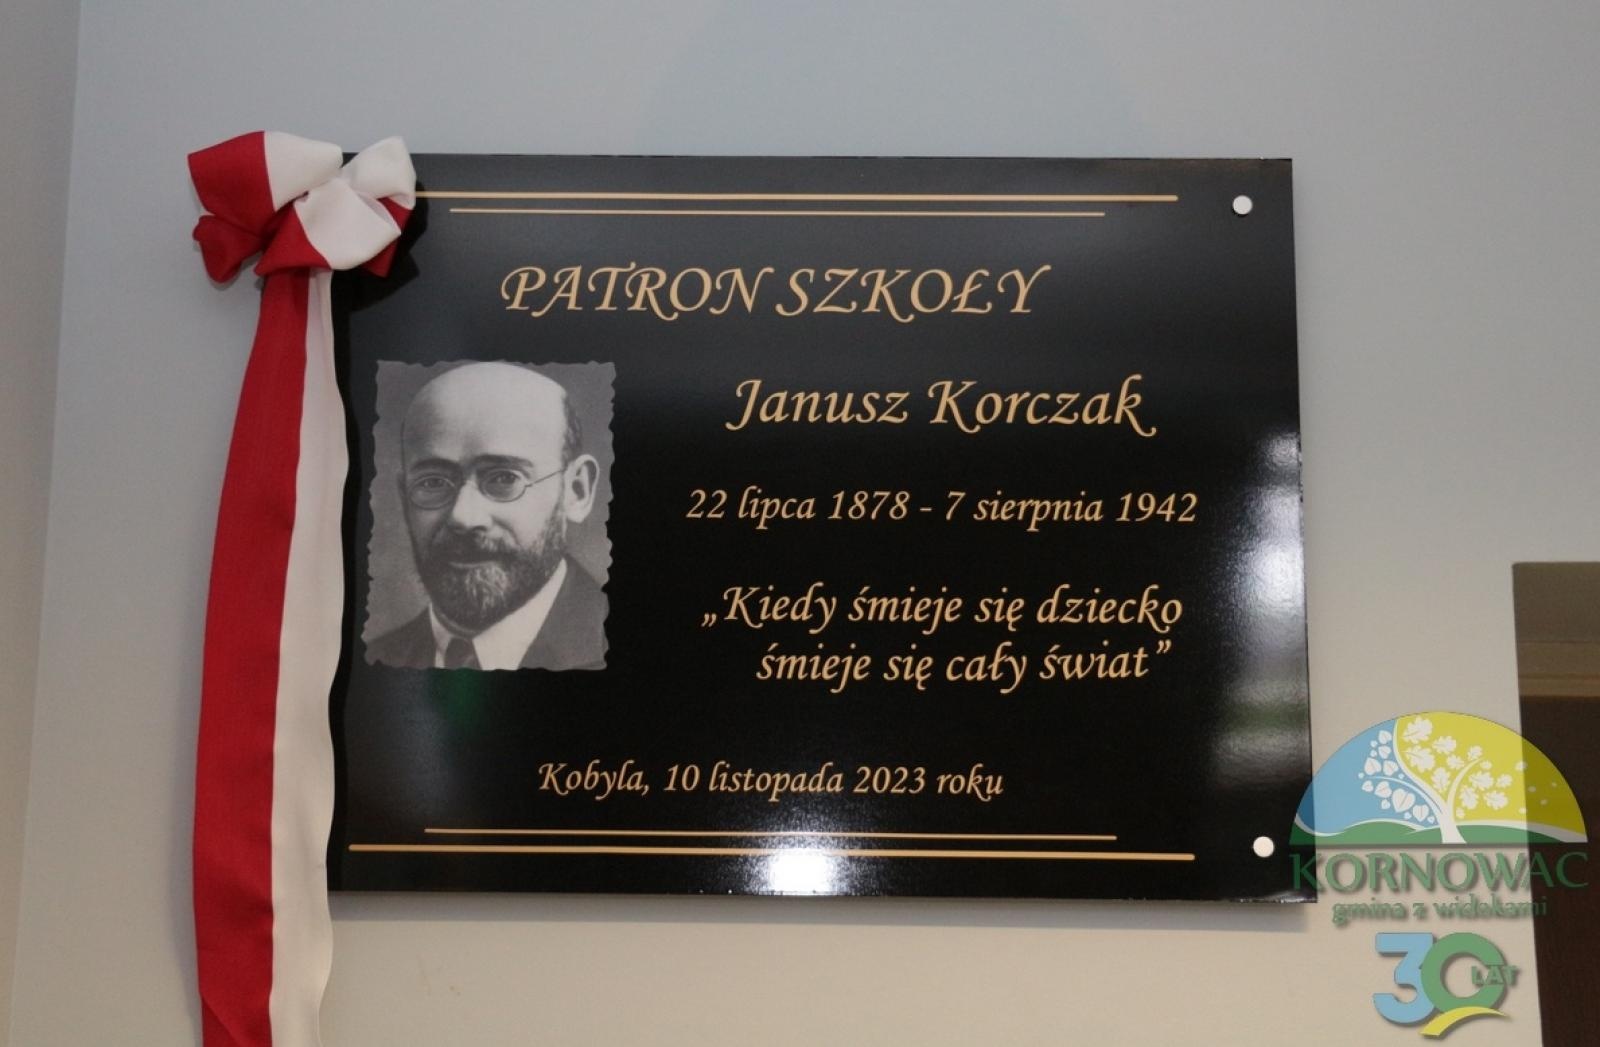 PATRON SZKOŁY
Janusz Korczak
22 lipca 1878 - 7 sierpnia 1942
„Kiedy śmieje się dziecko
śmieje się cały świat”
Kobyla, 10 listopada 2023 roku
KORNOWAC
gmina z widokami
30 LAT